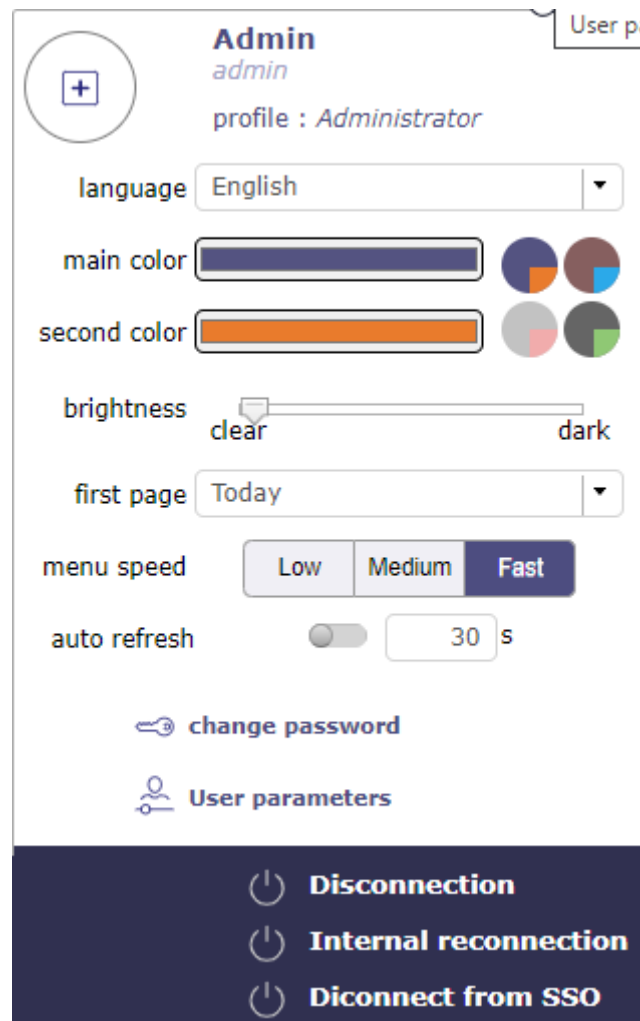 User pa
Admin
admin
profile : Administrator
language English
main color
second color
brightness
clear dark
first page Today
menu speed Low Medium Fast
auto refresh 30 s
change password
User parameters
Disconnection
Internal reconnection
Diconnect from SSO